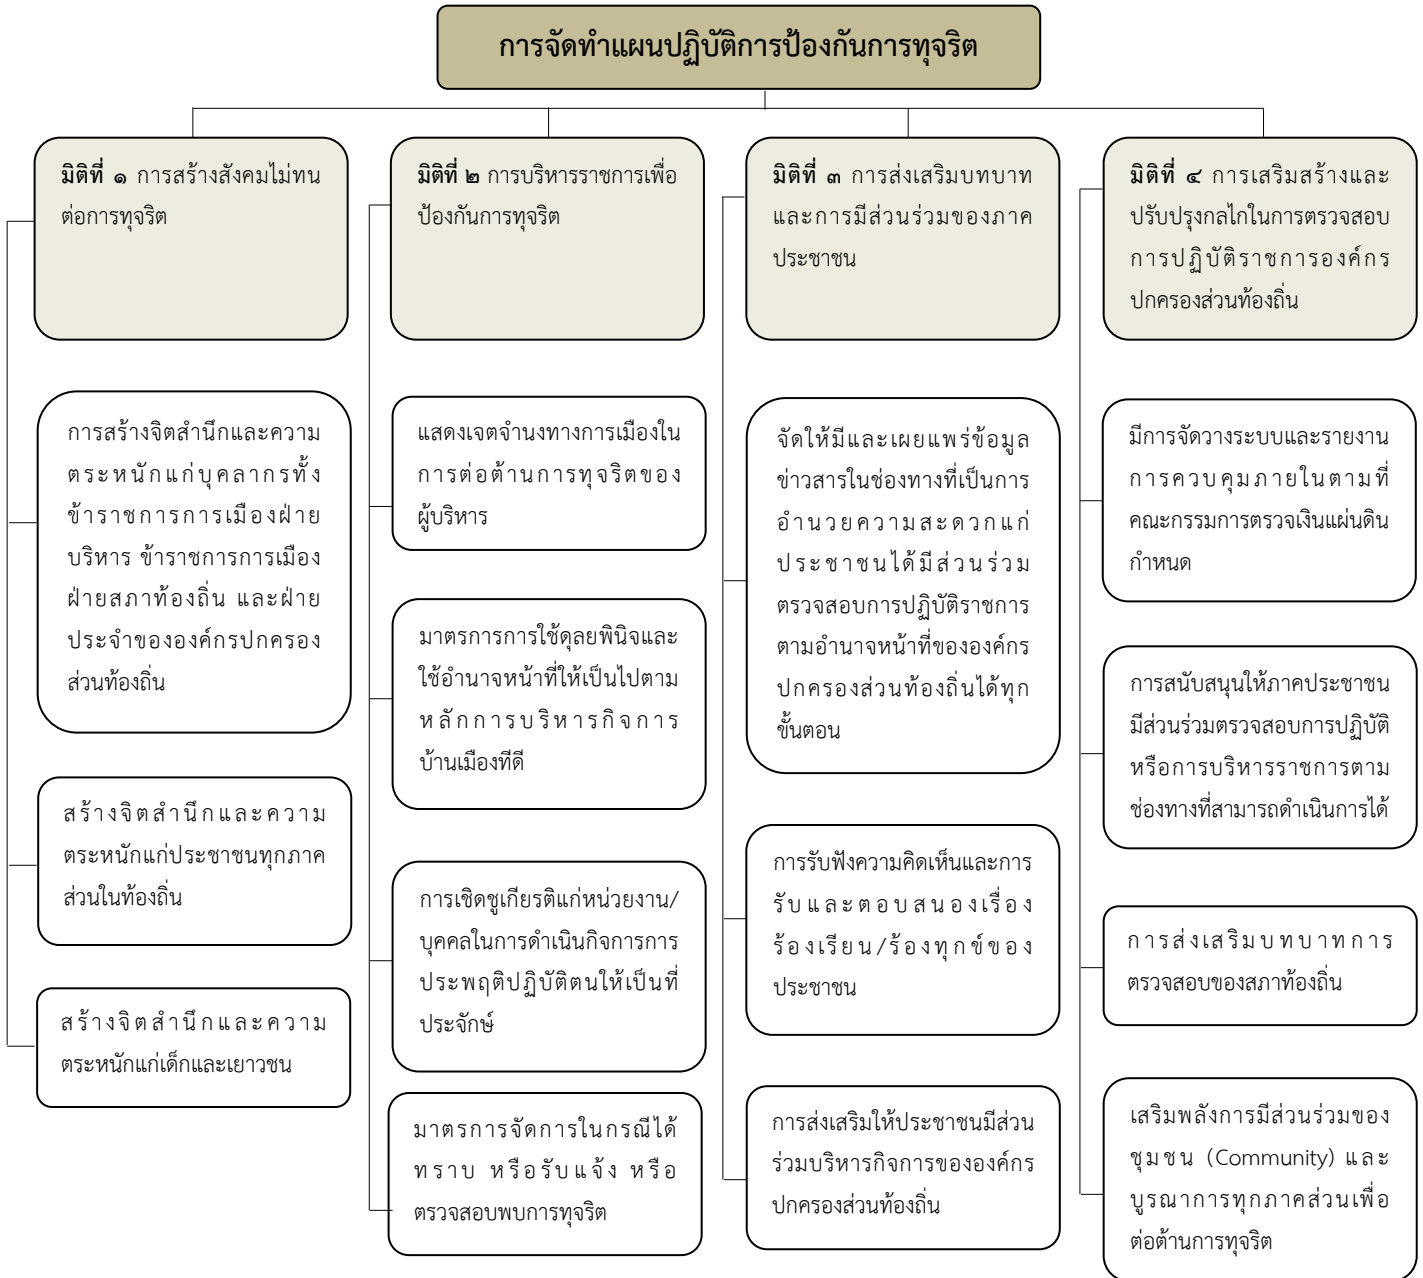 การจัดทำแผนปฏิบัติการป้องกันการทุจริต
มิติที่ ๑ การสร้างสังคมไม่ทน
ต่อการทุจริต
การสร้างจิตสำนึกและความ
ตระหนักแก่บุคลากรทั้ง
ข้าราชการการเมืองฝ่าย
บริหาร ข้าราชการการเมือง
ฝ่ายสภาท้องถิ่น และฝ่าย
ประจำขององค์กรปกครอง
ส่วนท้องถิ่น
สร้างจิตสำนึกและความ
ตระหนักแก่ประชาชนทุกภาค
ส่วนในท้องถิ่น
สร้างจิตสำนึกและความ
ตระหนักแก่เด็กและเยาวชน
มิติที่ ๒ การบริหารราชการเพื่อ
ป้องกันการทุจริต
แสดงเจตจำนงทางการเมืองใน
การต่อต้านการทุจริตของ
ผู้บริหาร
มาตรการการใช้ดุลยพินิจและ
ใช้อำนาจหน้าที่ให้เป็นไปตาม
หลักการบริหารกิจการ
บ้านเมืองทีดี
การเชิดชูเกียรติแก่หน่วยงาน/
บุคคลในการดำเนินกิจการการ
ประพฤติปฏิบัติตนให้เป็นที่
ประจักษ์
มาตรการจัดการในกรณีได้
ทราบ หรือรับแจ้ง หรือ
ตรวจสอบพบการทุจริต
มิติที่ ๓ การส่งเสริมบทบาท
และการมีส่วนร่วมของภาค
ประชาชน
จัดให้มีและเผยแพร่ข้อมูล
ข่าวสารในช่องทางที่เป็นการ
อำนวยความสะดวกแก่
ประชาชนได้มีส่วนร่วม
ตรวจสอบการปฏิบัติราชการ
ตามอำนาจหน้าที่ขององค์กร
ปกครองส่วนท้องถิ่นได้ทุก
ขั้นตอน
การรับฟังความคิดเห็นและการ
รับและตอบสนองเรื่อง
ร้องเรียน/ร้องทุกข์ของ
ประชาชน
การส่งเสริมให้ประชาชนมีส่วน
ร่วมบริหารกิจการขององค์กร
ปกครองส่วนท้องถิ่น
มิติที่ ๔ การเสริมสร้างและ
ปรับปรุงกลไกในการตรวจสอบ
การปฏิบัติราชการองค์กร
ปกครองส่วนท้องถิ่น
มีการจัดวางระบบและรายงาน
การควบคุมภายในตามที่
คณะกรรมการตรวจเงินแผ่นดิน
กำหนด
การสนับสนุนให้ภาคประชาชน
มีส่วนร่วมตรวจสอบการปฏิบัติ
หรือการบริหารราชการตาม
ช่องทางที่สามารถดำเนินการได้
การส่งเสริมบทบาทการ
ตรวจสอบของสภาท้องถิ่น
เสริมพลังการมีส่วนร่วมของ
ชุมชน (Community) และ
บูรณาการทุกภาคส่วนเพื่อ
ต่อต้านการทุจริต